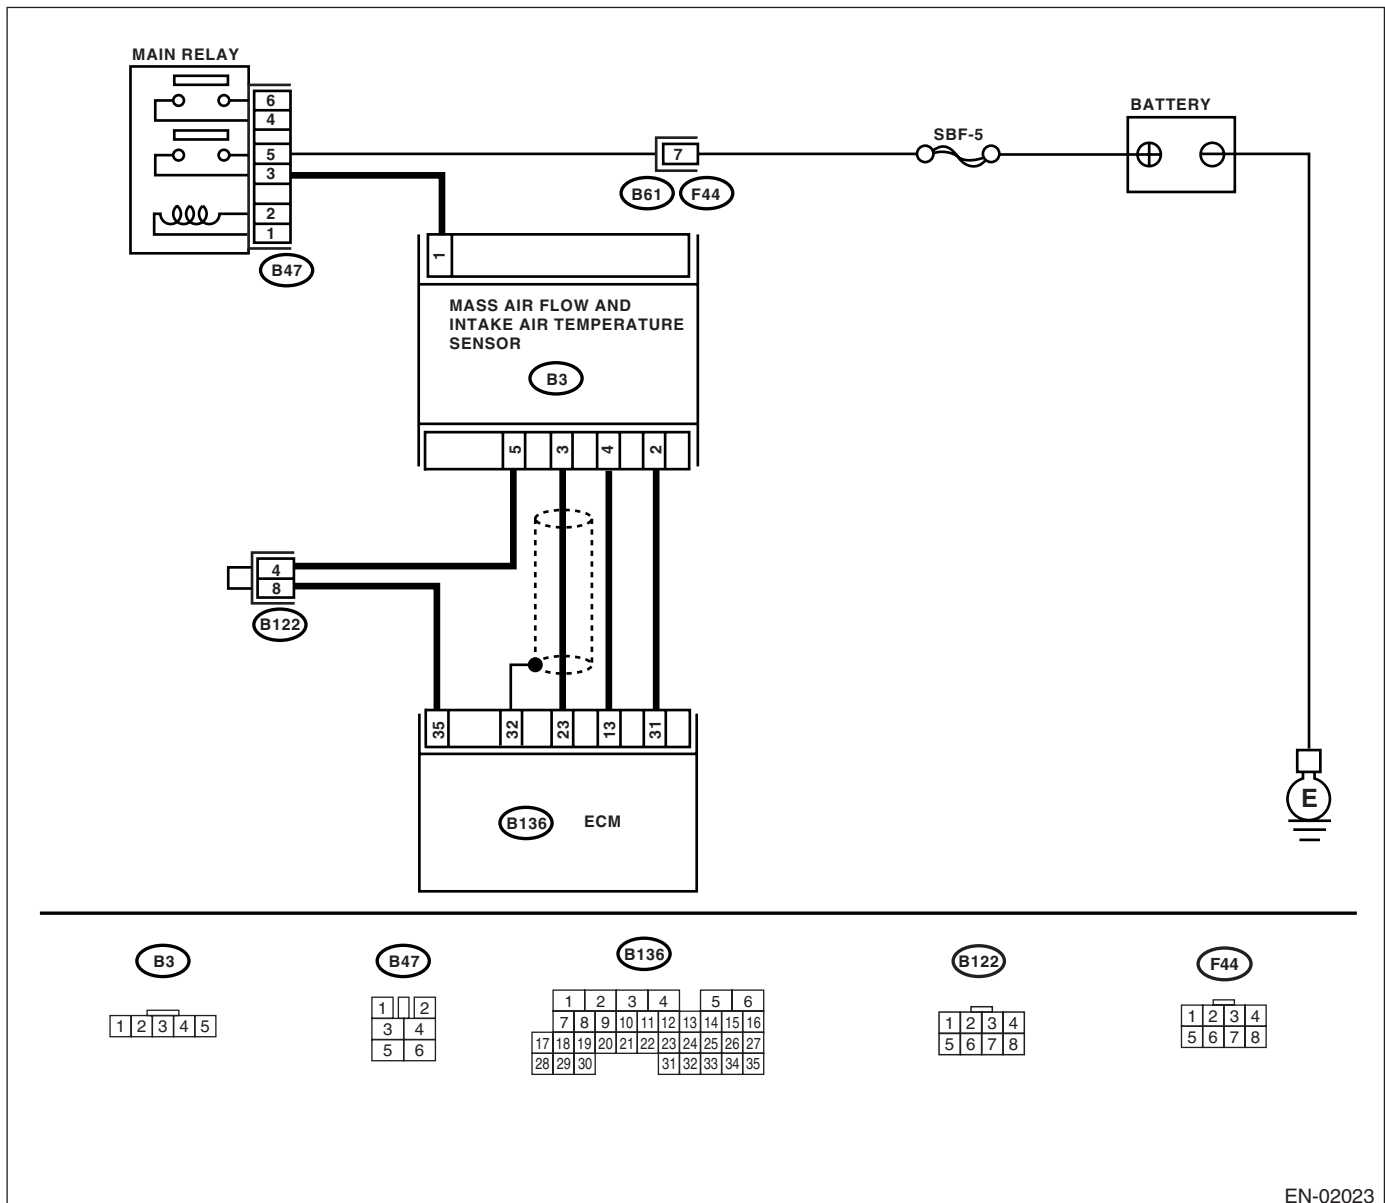 MAIN RELAY
6
4
5
3
2
1
B47
7
B61 F44
SBF-5
BATTERY
1
MASS AIR FLOW AND
INTAKE AIR TEMPERATURE
SENSOR
B3
5 3 4 2
4
8
B122
35 32 23 13 31
B136 ECM
E
B3
1 2 3 4 5
B47
1 2
3 4
5 6
B136
1 2 3 4 5 6
7 8 9 10 11 12 13 14 15 16
17 18 19 20 21 22 23 24 25 26 27
28 29 30 31 32 33 34 35
B122
1 2 3 4
5 6 7 8
F44
1 2 3 4
5 6 7 8
EN-02023